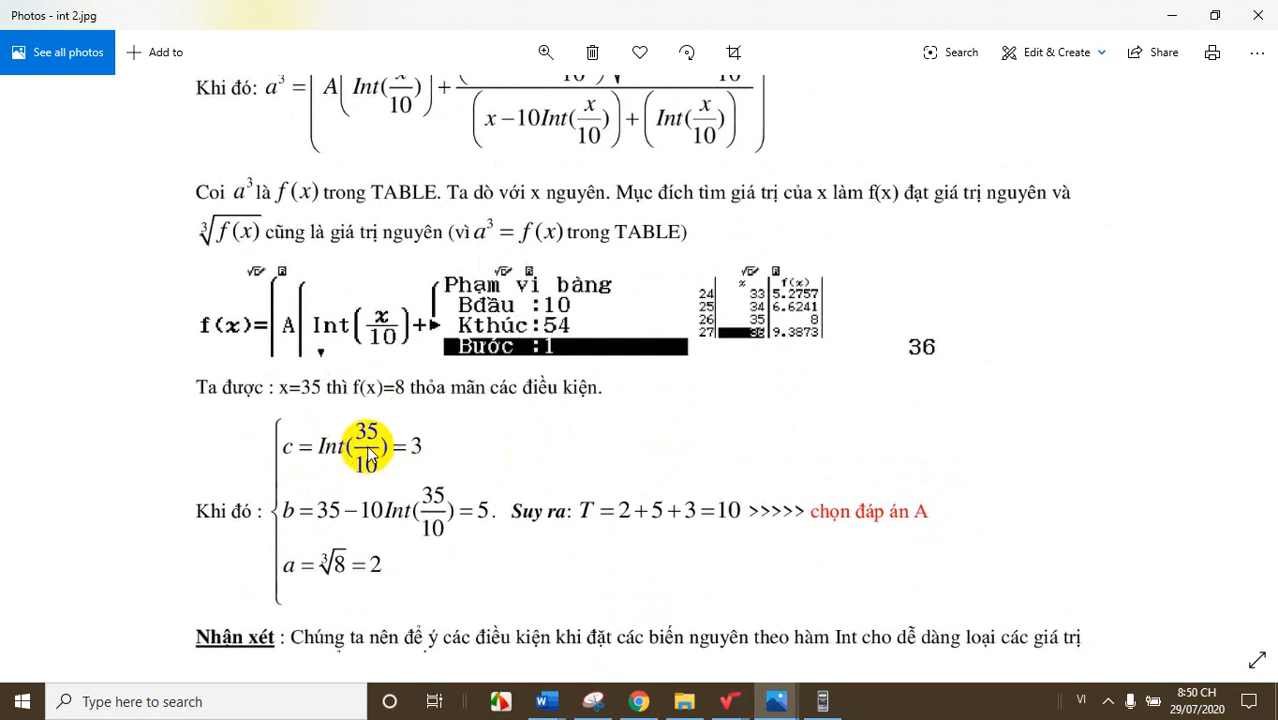 Photos - int 2.jpg
See all photos
Add to
Search
Edit & Create
Share
Khi đó: a³ = ( A( Int(x/10) ) + / ( x − 10Int(x/10) ) + ( Int(x/10) ) )
Coi a³ là f(x) trong TABLE. Ta dò với x nguyên. Mục đích tìm giá trị của x làm f(x) đạt giá trị nguyên và
∛f(x) cũng là giá trị nguyên (vì a³ = f(x) trong TABLE)
f(x)=( A( Int(x/10)+
Phạm vi bảng
Bđầu :10
Kthúc:54
Bước :1
x f(x)
24 33 5.2757
25 34 6.6241
26 35 8
27 9.3873
36
Ta được : x=35 thì f(x)=8 thỏa mãn các điều kiện.
c = Int(35/10) = 3
Khi đó : b = 35 − 10Int(35/10) = 5. Suy ra: T = 2 + 5 + 3 = 10 >>>>> chọn đáp án A
a = ∛8 = 2
Nhận xét : Chúng ta nên để ý các điều kiện khi đặt các biến nguyên theo hàm Int cho dễ dàng loại các giá trị
Type here to search
VI
8:50 CH
29/07/2020